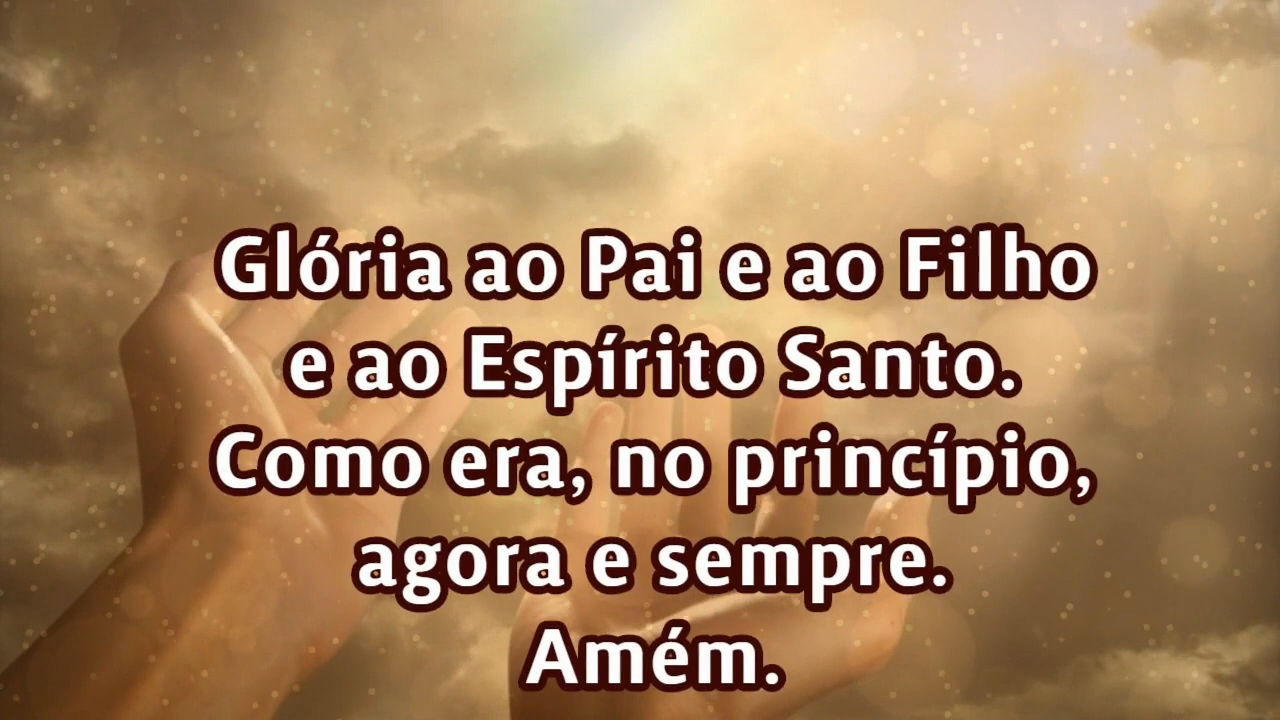 Glória ao Pai e ao Filho
e ao Espírito Santo.
Como era, no princípio,
agora e sempre.
Amém.